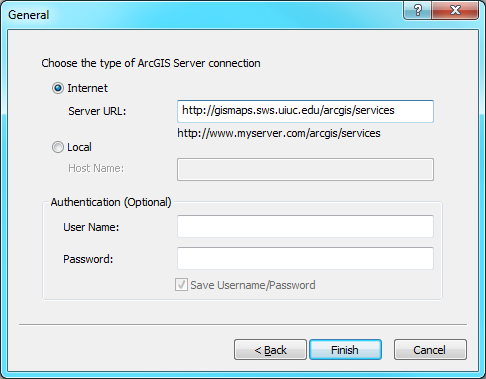 General
Choose the type of ArcGIS Server connection
Internet
Server URL: http://gismaps.sws.uiuc.edu/arcgis/services
http://www.myserver.com/arcgis/services
Local
Host Name:
Authentication (Optional)
User Name:
Password:
Save Username/Password
< Back Finish Cancel